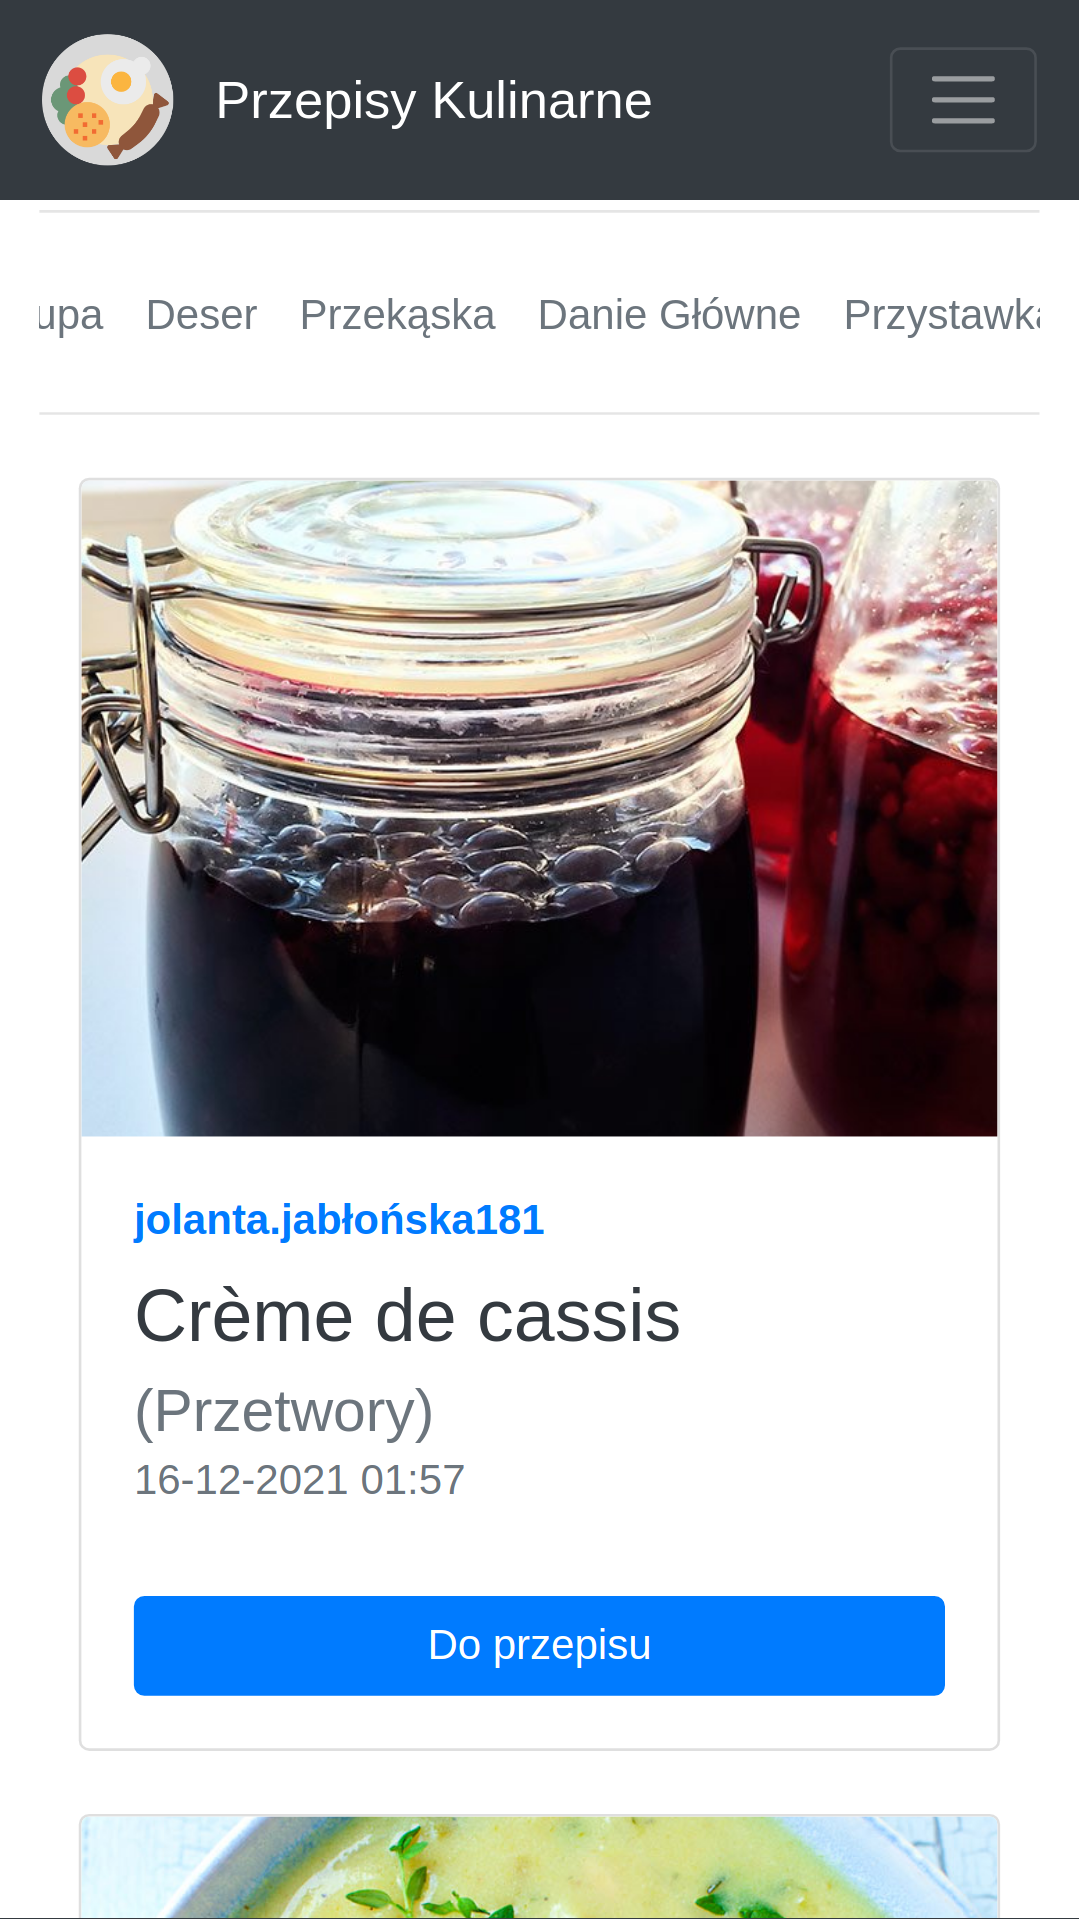 Przepisy Kulinarne
upa Deser Przekąska Danie Główne Przystawka
jolanta.jabłońska181
Crème de cassis
(Przetwory)
16-12-2021 01:57
Do przepisu